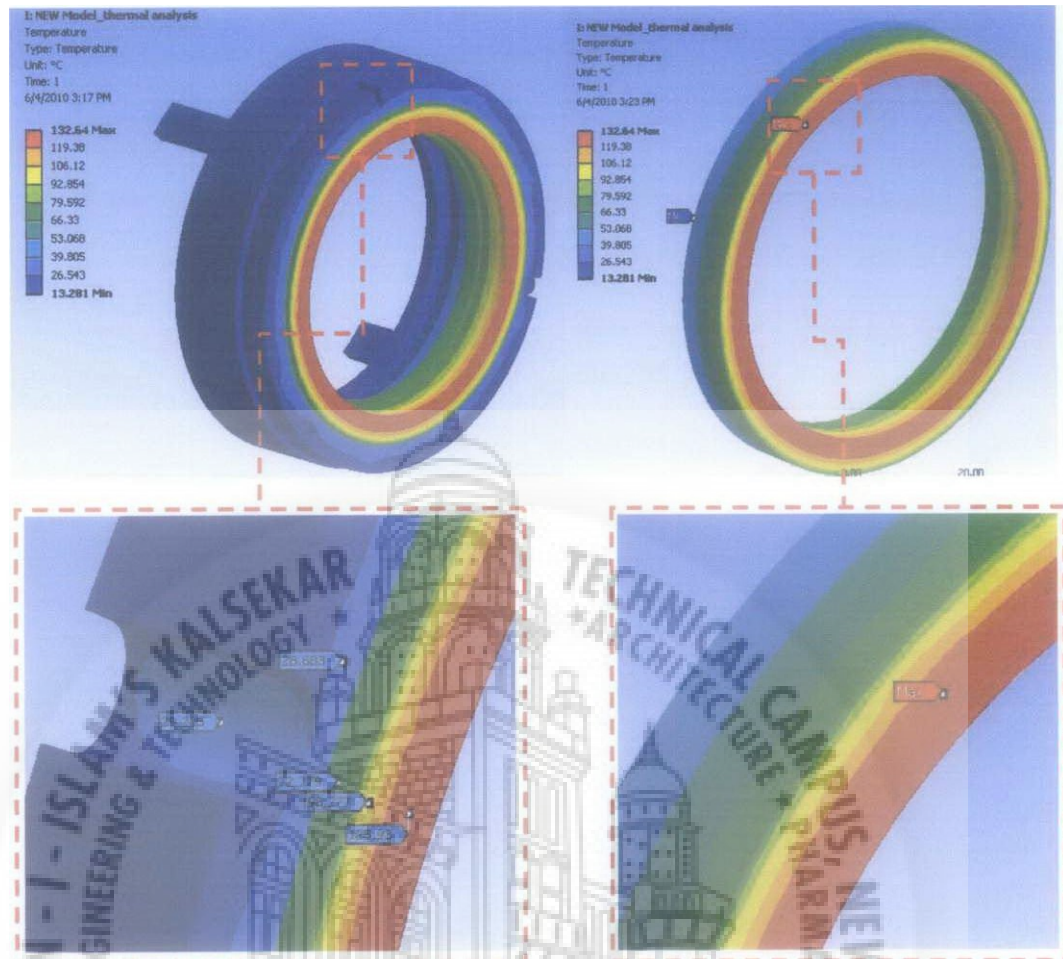 I: NEW Model_thermal analysis
Temperature
Type: Temperature
Unit: °C
Time: 1
6/4/2010 3:17 PM
132.64 Max
119.38
106.12
92.854
79.592
66.33
53.068
39.805
26.543
13.281 Min
I: NEW Model_thermal analysis
Temperature
Type: Temperature
Unit: °C
Time: 1
6/4/2010 3:23 PM
132.64 Max
119.38
106.12
92.854
79.592
66.33
53.068
39.805
26.543
13.281 Min
20.00
I - ISLAM'S KALSEKAR
TECHNICAL CAMPUS, NEW
ENGINEERING & TECHNOLOGY *
* ARCHITECTURE *